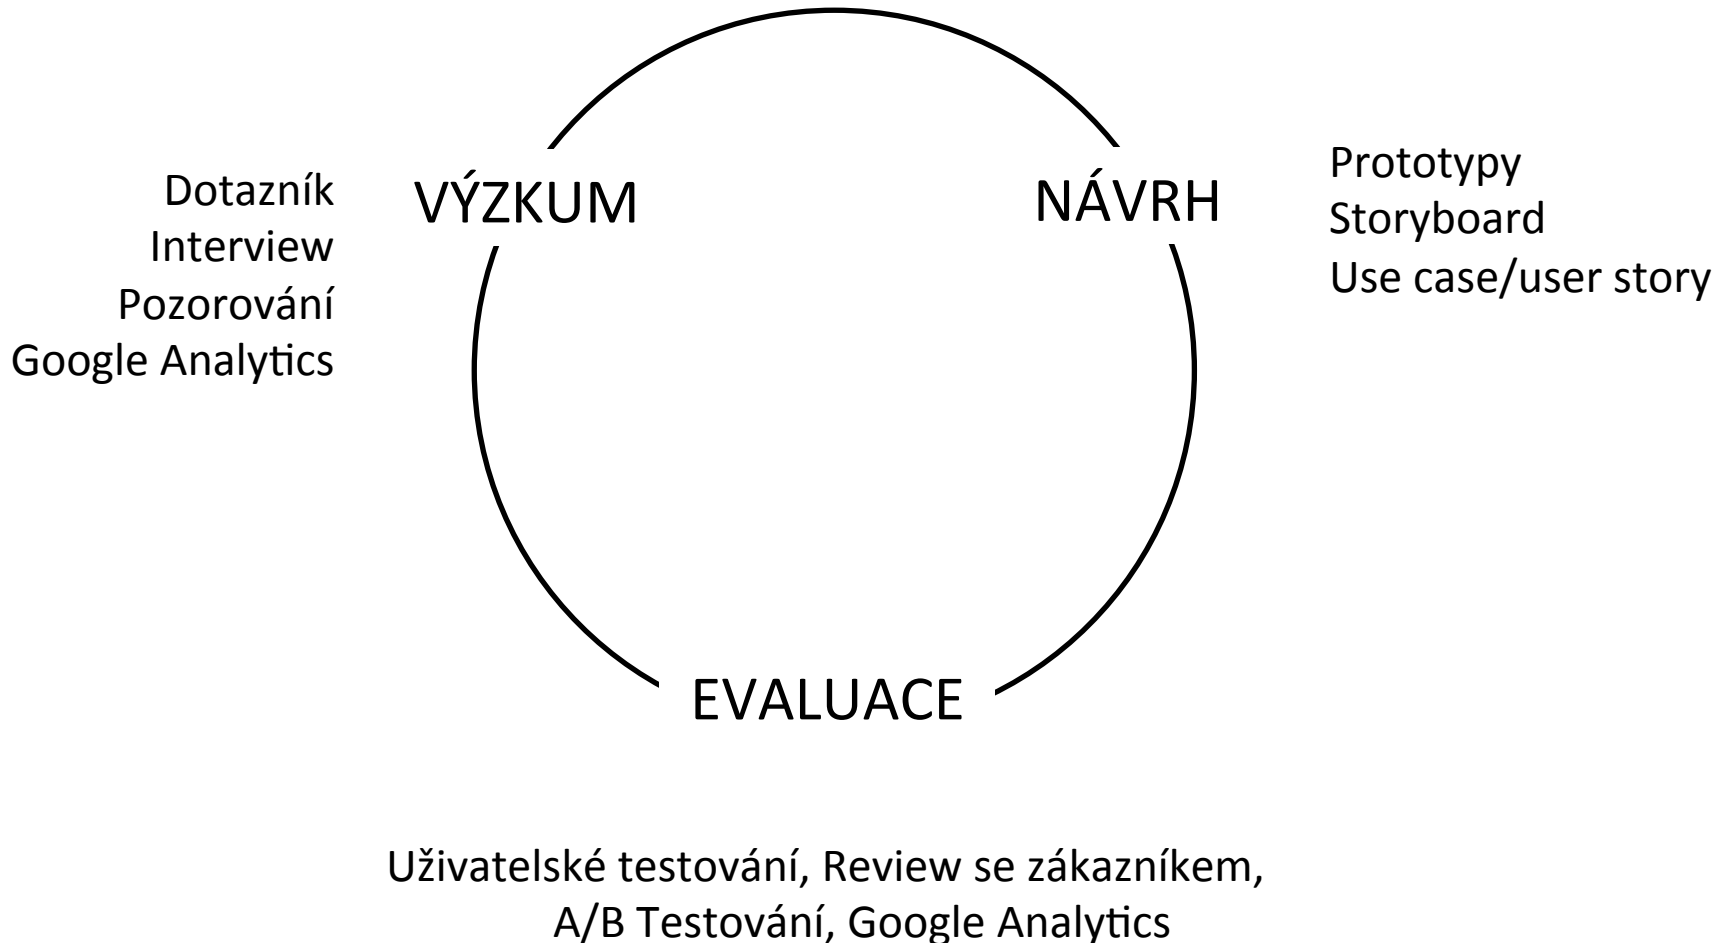 Dotazník
Interview
Pozorování
Google Analytics
VÝZKUM
NÁVRH
Prototypy
Storyboard
Use case/user story
EVALUACE
Uživatelské testování, Review se zákazníkem,
A/B Testování, Google Analytics